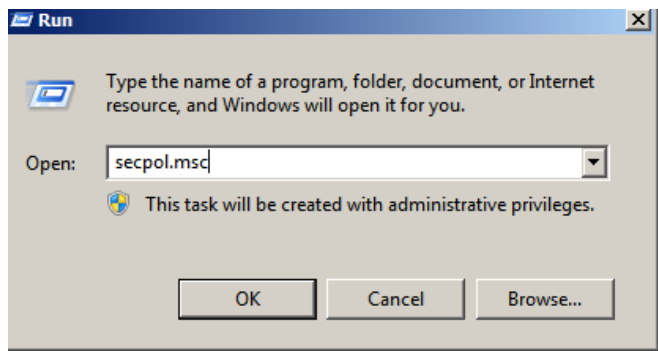 Run
Type the name of a program, folder, document, or Internet
resource, and Windows will open it for you.
Open: secpol.msc
This task will be created with administrative privileges.
OK Cancel Browse...